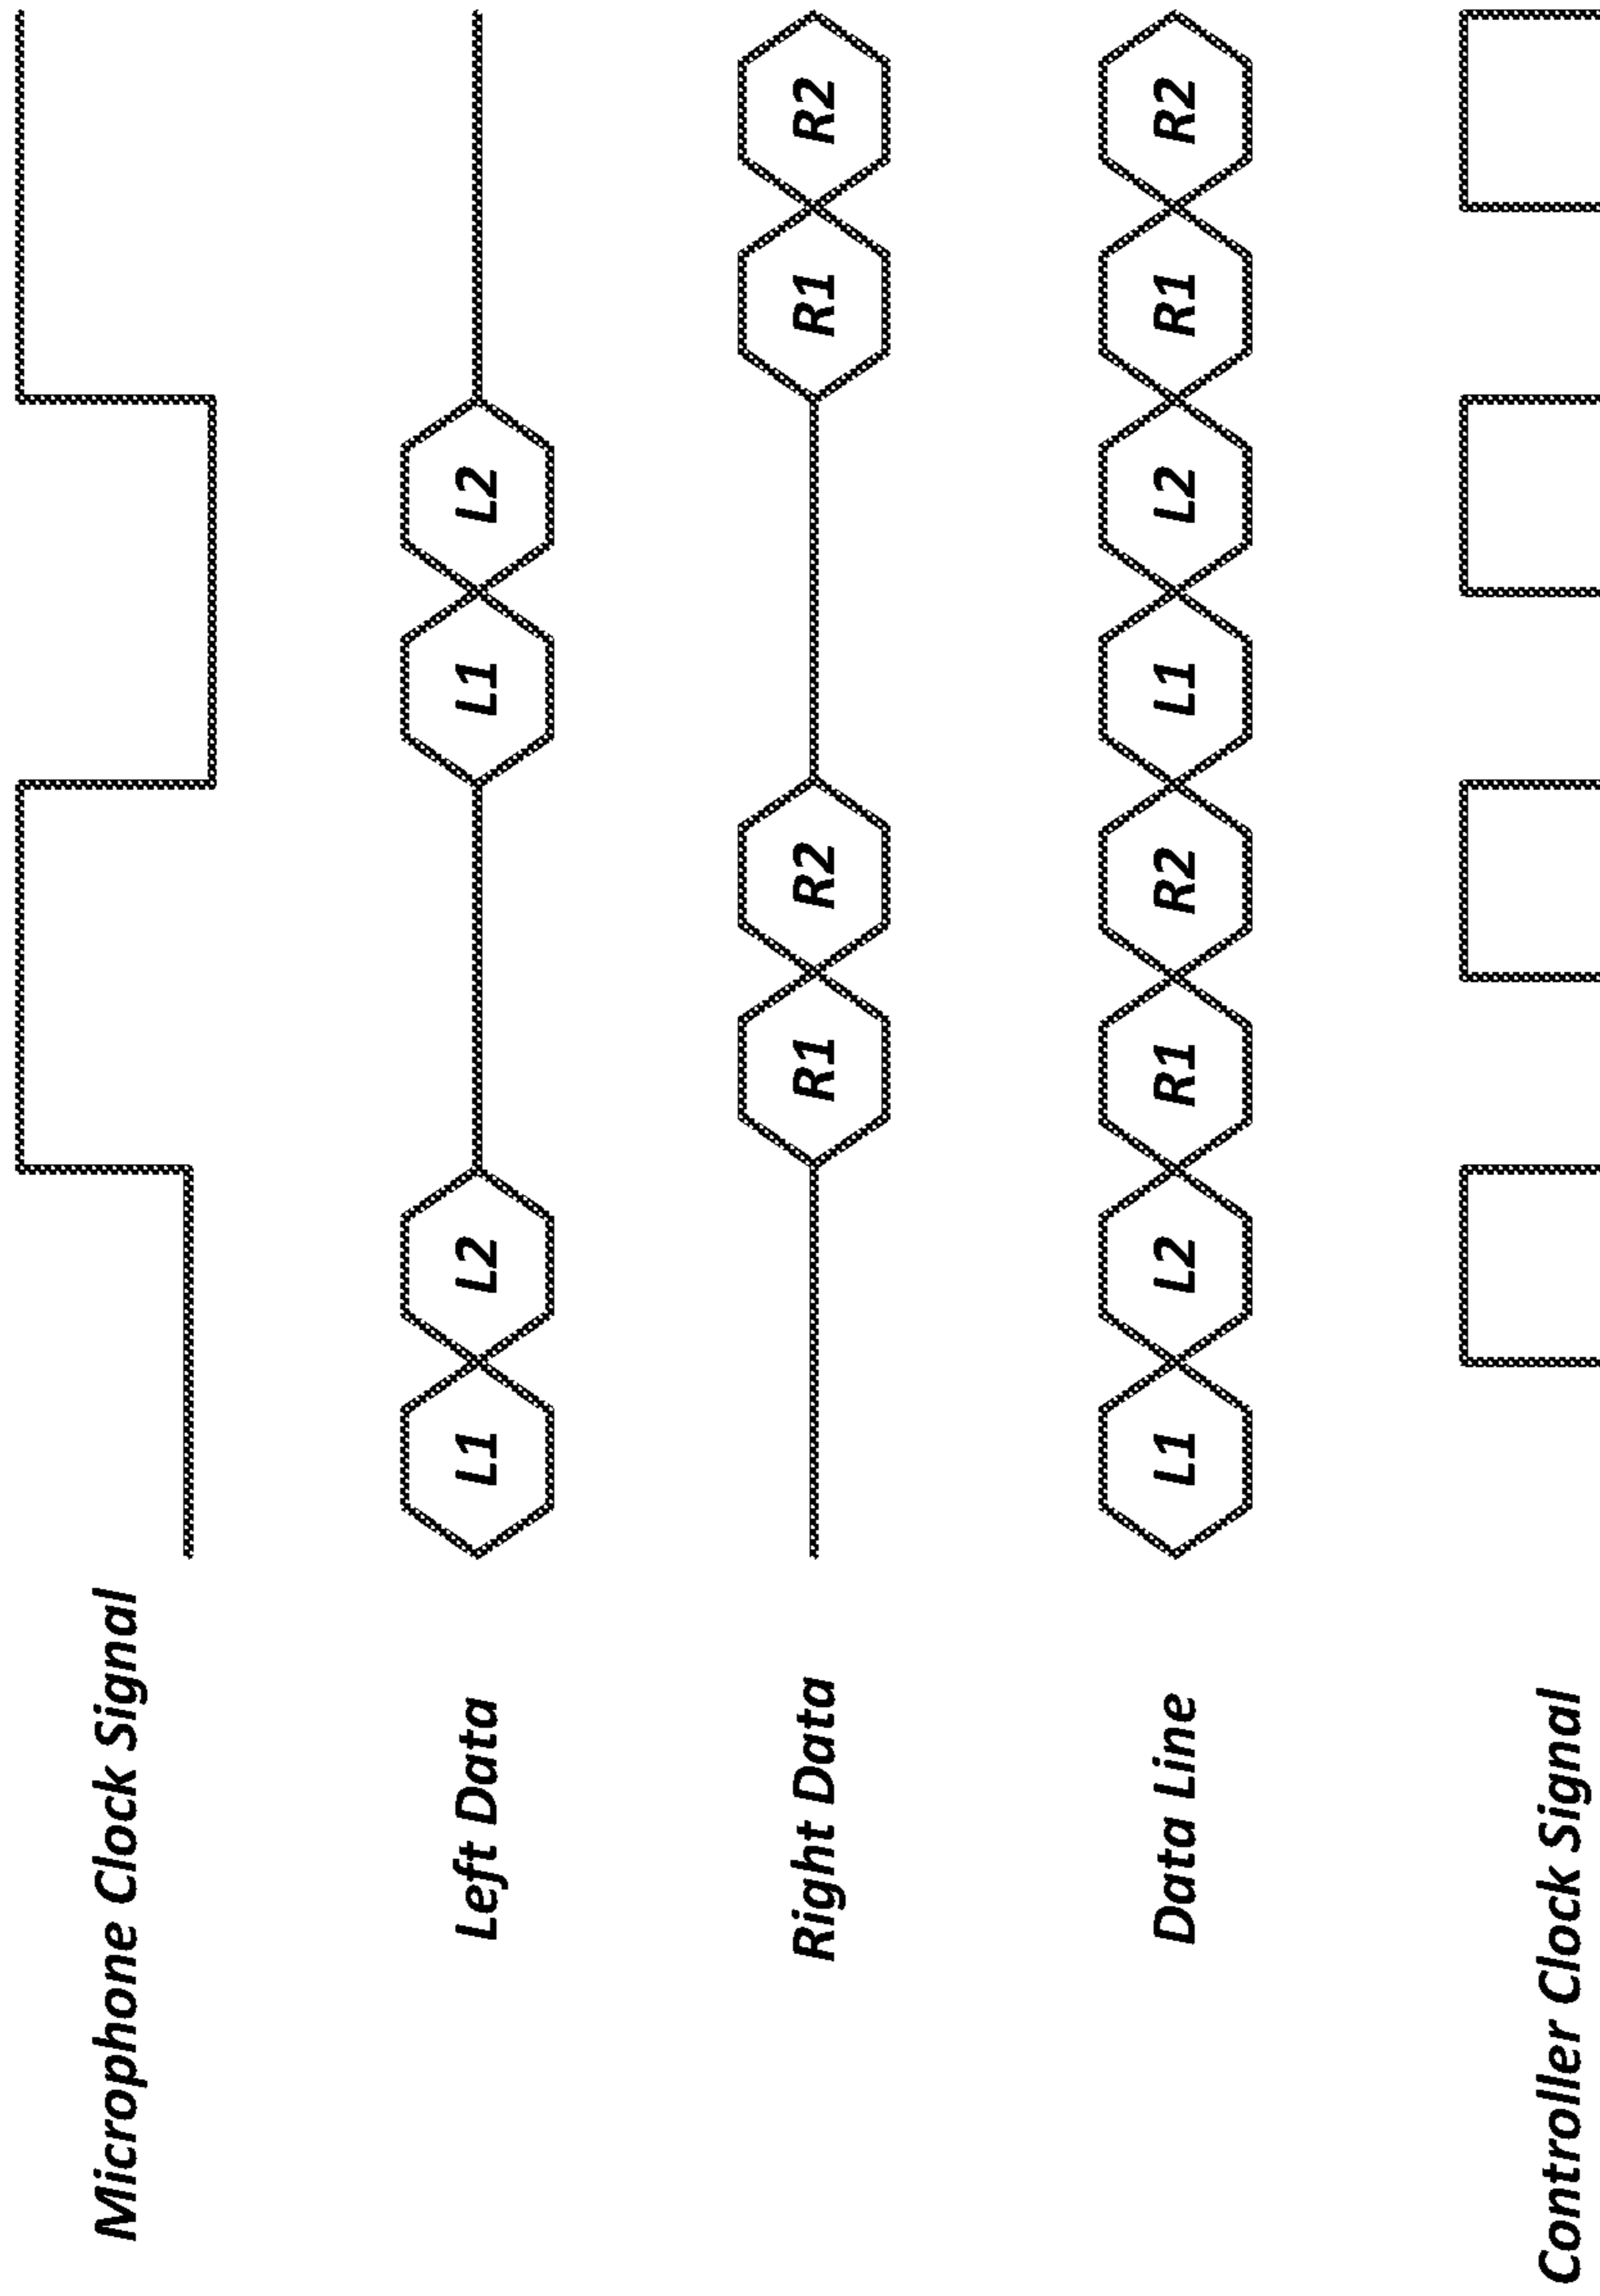 Microphone Clock Signal
Left Data
L1 L2 L1 L2
Right Data
R1 R2 R1 R2
Data Line
L1 L2 R1 R2 L1 L2 R1 R2
Controller Clock Signal